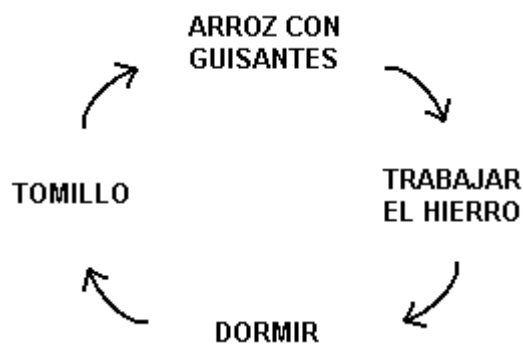 ARROZ CON
GUISANTES
TRABAJAR
EL HIERRO
DORMIR
TOMILLO